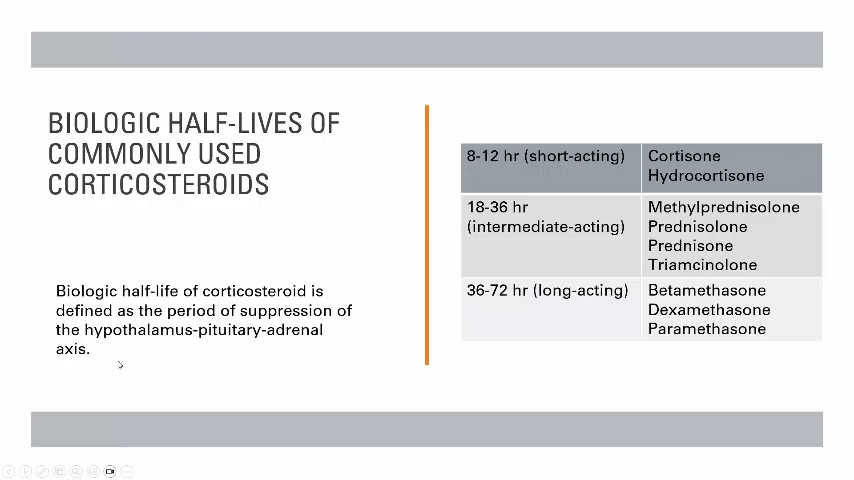 BIOLOGIC HALF-LIVES OF
COMMONLY USED
CORTICOSTEROIDS
Biologic half-life of corticosteroid is
defined as the period of suppression of
the hypothalamus-pituitary-adrenal
axis.
8-12 hr (short-acting)
Cortisone
Hydrocortisone
18-36 hr
(intermediate-acting)
Methylprednisolone
Prednisolone
Prednisone
Triamcinolone
36-72 hr (long-acting)
Betamethasone
Dexamethasone
Paramethasone